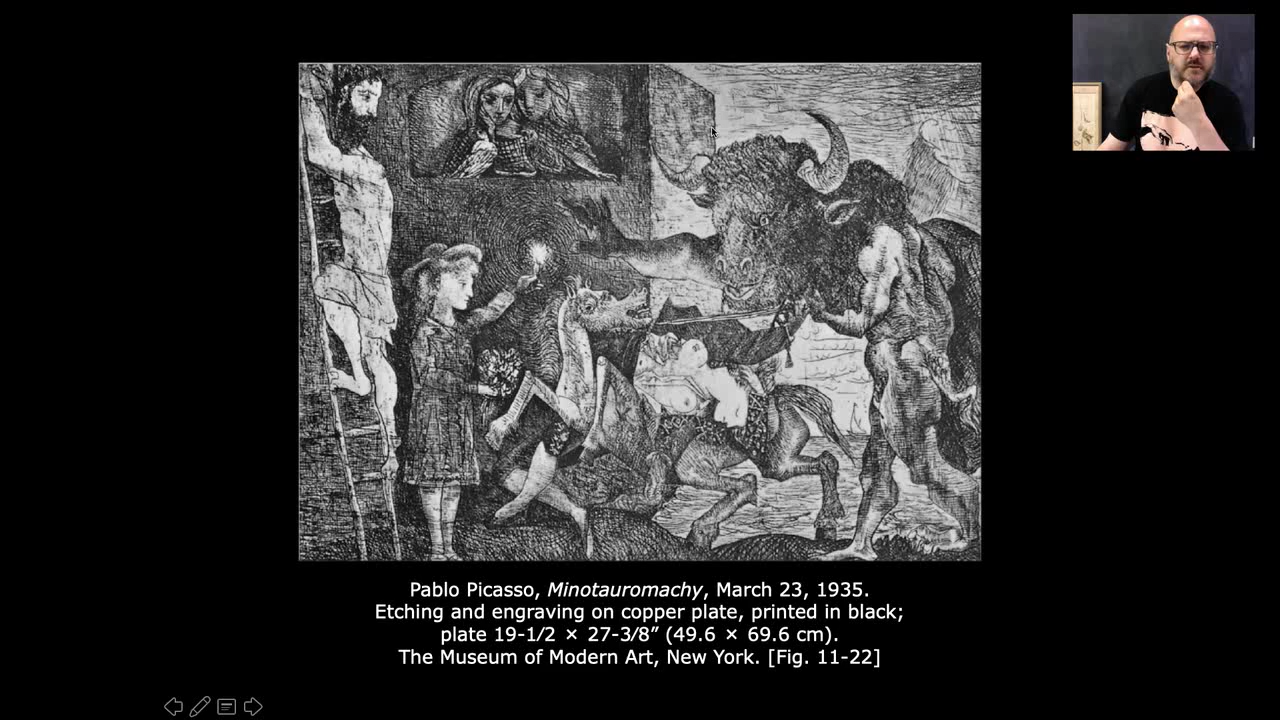 Pablo Picasso, Minotauromachy, March 23, 1935.
Etching and engraving on copper plate, printed in black;
plate 19-1/2 × 27-3/8” (49.6 × 69.6 cm).
The Museum of Modern Art, New York. [Fig. 11-22]